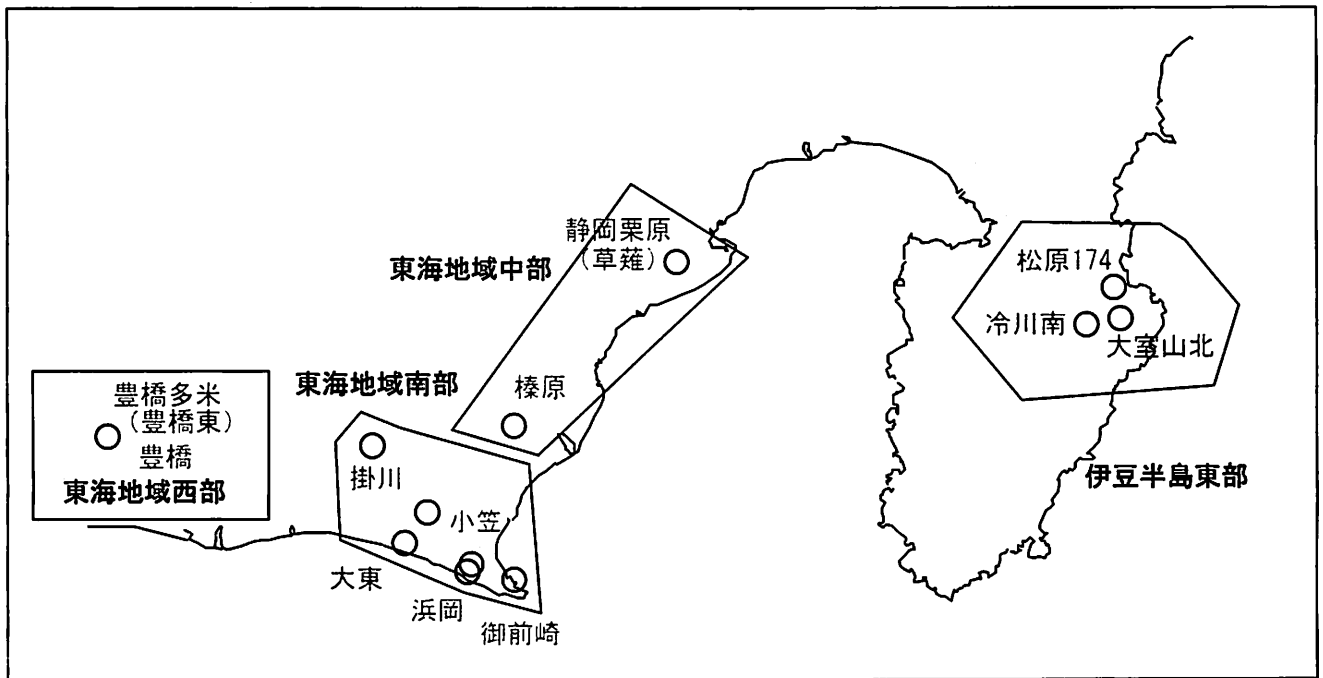 静岡栗原
(草薙)
東海地域中部
松原174
冷川南
大室山北
東海地域南部
榛原
豊橋多米
(豊橋東)
豊橋
東海地域西部
掛川
伊豆半島東部
小笠
大東
浜岡
御前崎